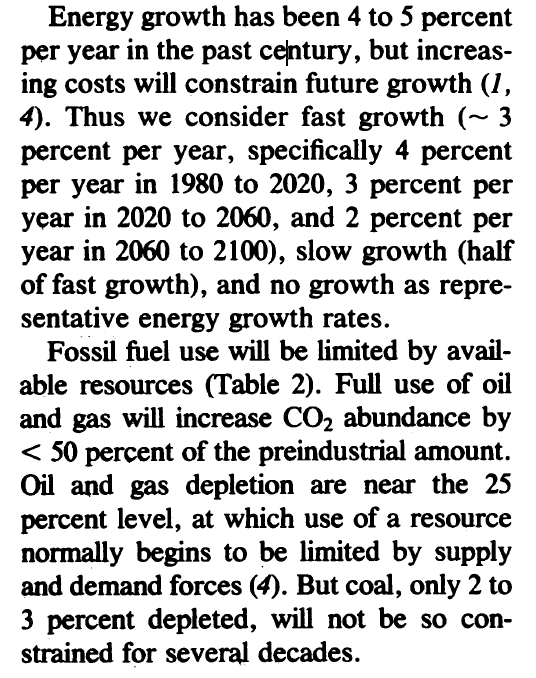 Energy growth has been 4 to 5 percent
per year in the past century, but increas-
ing costs will constrain future growth (1,
4). Thus we consider fast growth (~ 3
percent per year, specifically 4 percent
per year in 1980 to 2020, 3 percent per
year in 2020 to 2060, and 2 percent per
year in 2060 to 2100), slow growth (half
of fast growth), and no growth as repre-
sentative energy growth rates.
Fossil fuel use will be limited by avail-
able resources (Table 2). Full use of oil
and gas will increase CO₂ abundance by
< 50 percent of the preindustrial amount.
Oil and gas depletion are near the 25
percent level, at which use of a resource
normally begins to be limited by supply
and demand forces (4). But coal, only 2 to
3 percent depleted, will not be so con-
strained for several decades.